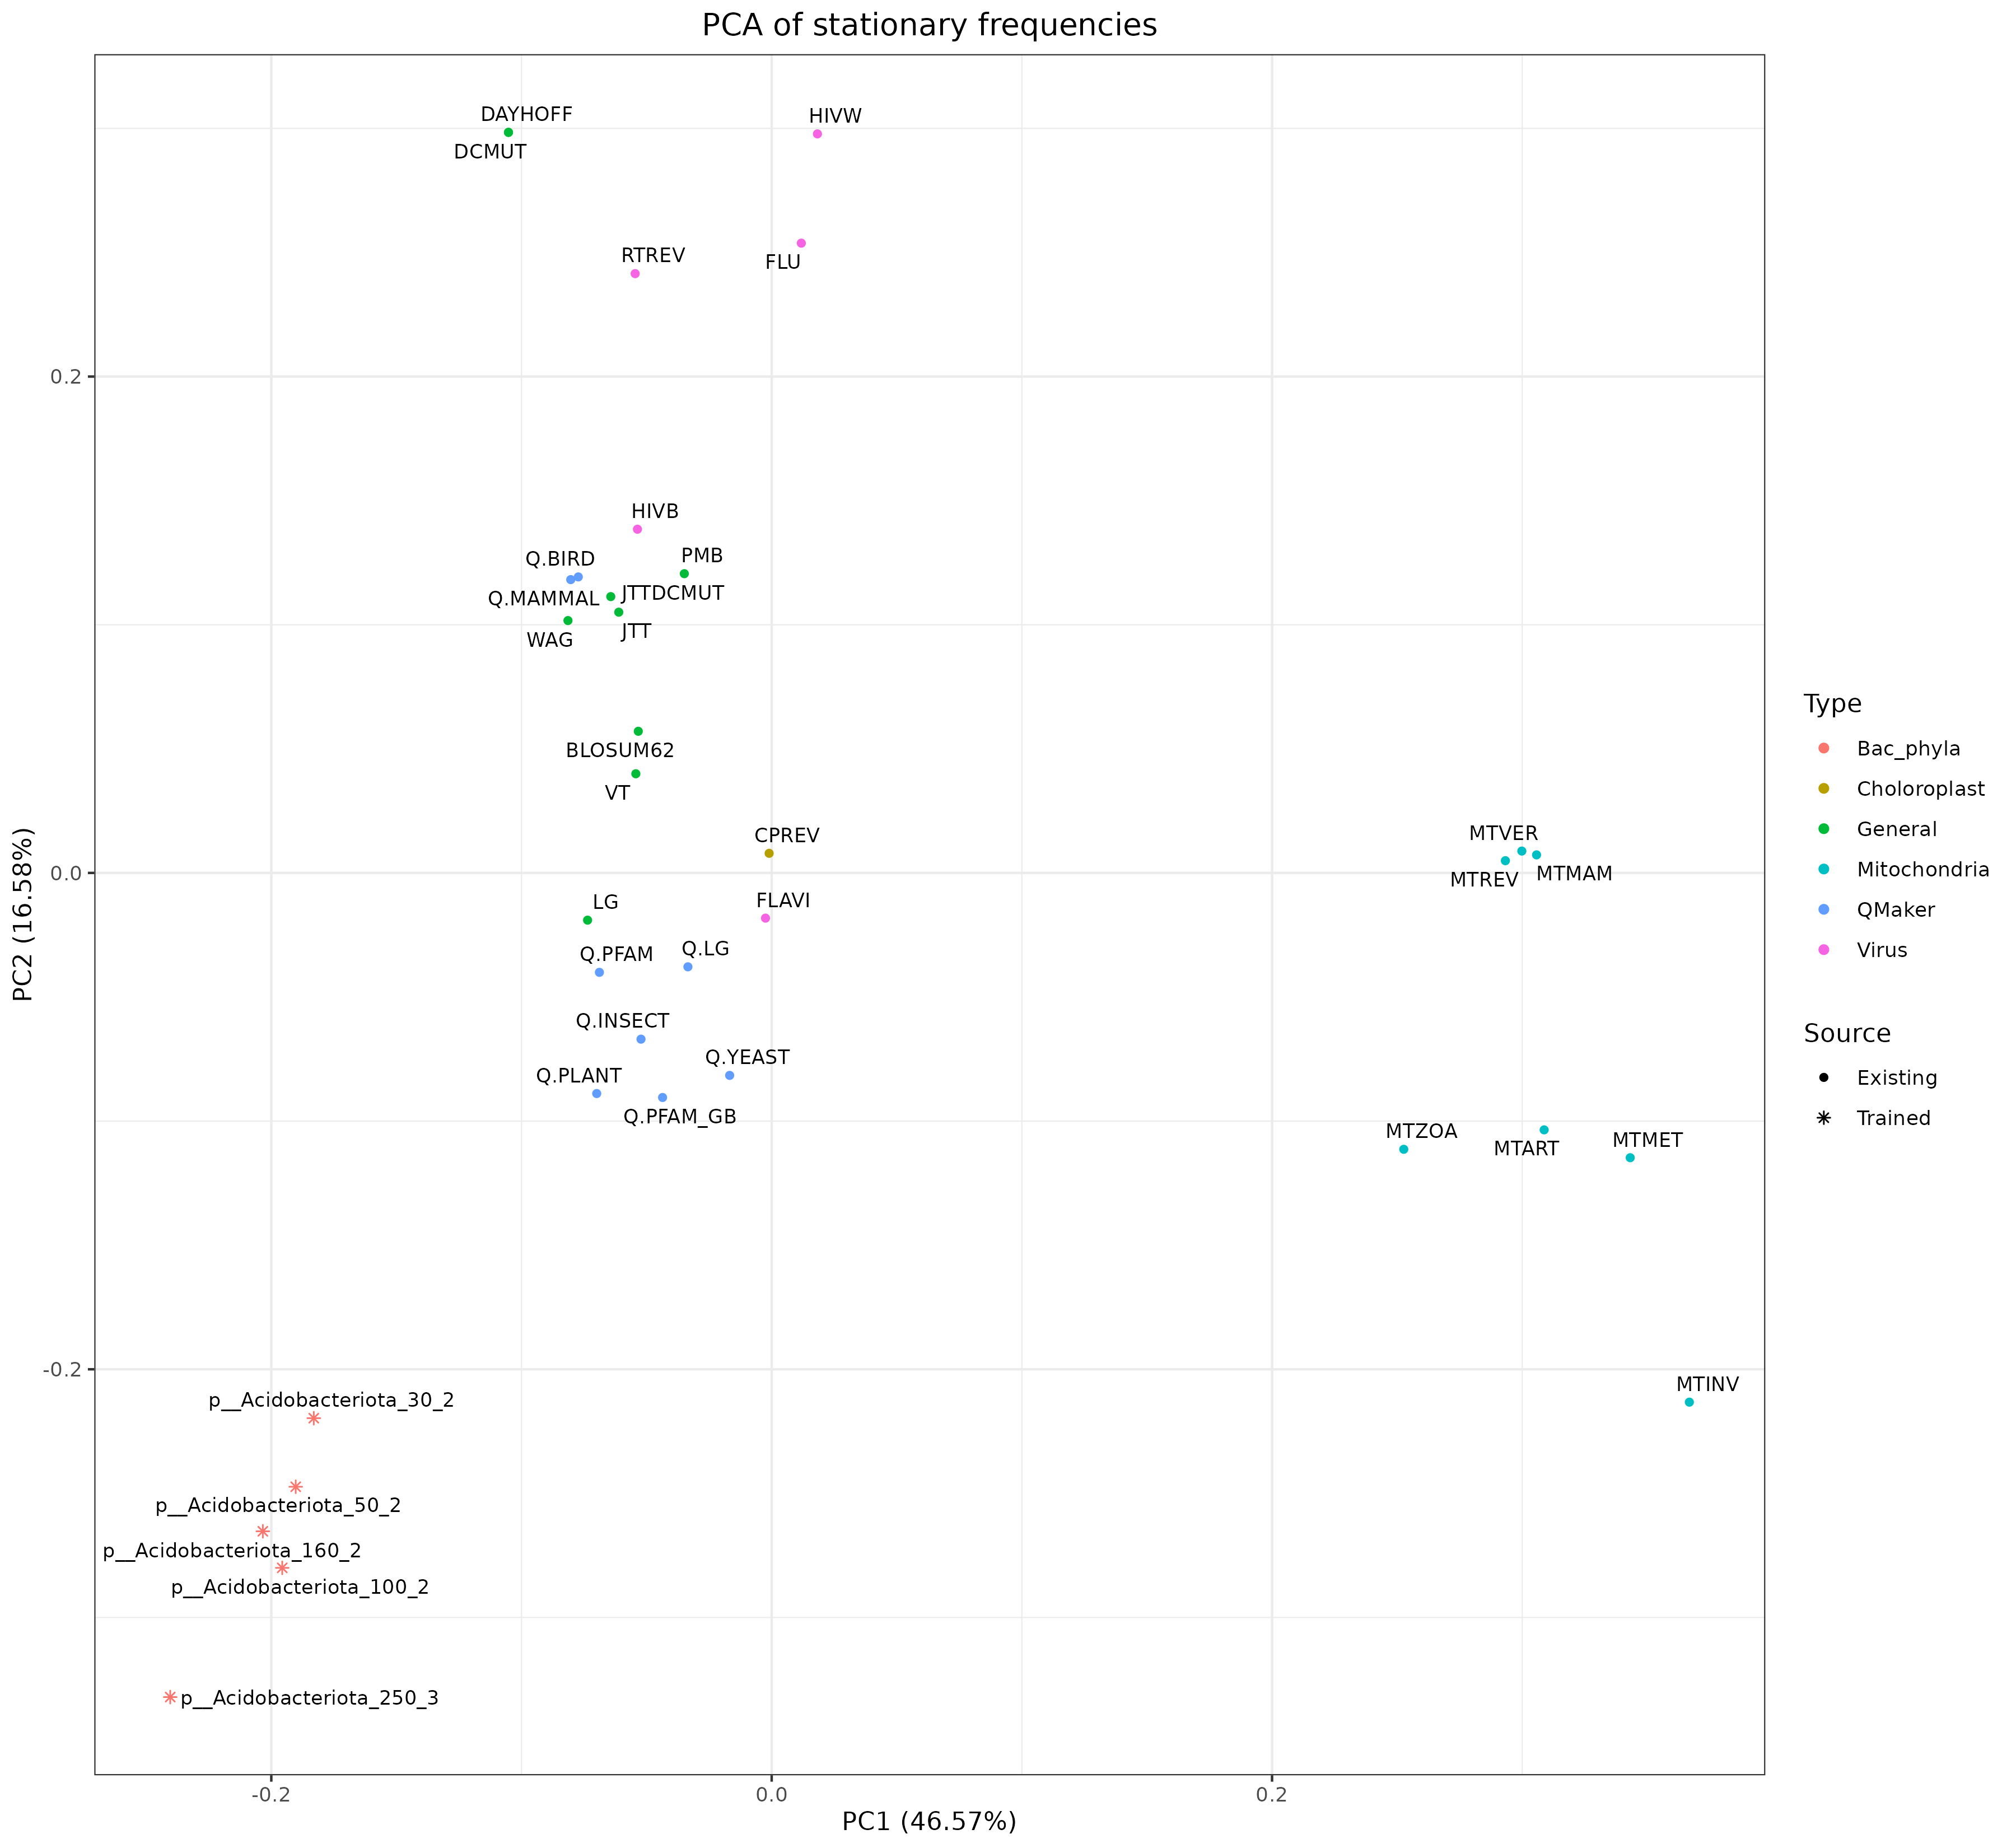 PCA of stationary frequencies
DAYHOFF
HIVW
DCMUT
RTREV
FLU
0.2
HIVB
Q.BIRD
PMB
Q.MAMMAL
JTTDCMUT
WAG
JTT
BLOSUM62
VT
CPREV
MTVER
0.0
MTREV
MTMAM
LG
FLAVI
Q.PFAM
Q.LG
Q.INSECT
Q.YEAST
Q.PLANT
Q.PFAM_GB
MTZOA
MTART
MTMET
-0.2
MTINV
p__Acidobacteriota_30_2
p__Acidobacteriota_50_2
p__Acidobacteriota_160_2
p__Acidobacteriota_100_2
p__Acidobacteriota_250_3
-0.2
0.0
0.2
PC1 (46.57%)
PC2 (16.58%)
Type
Bac_phyla
Choloroplast
General
Mitochondria
QMaker
Virus
Source
Existing
Trained